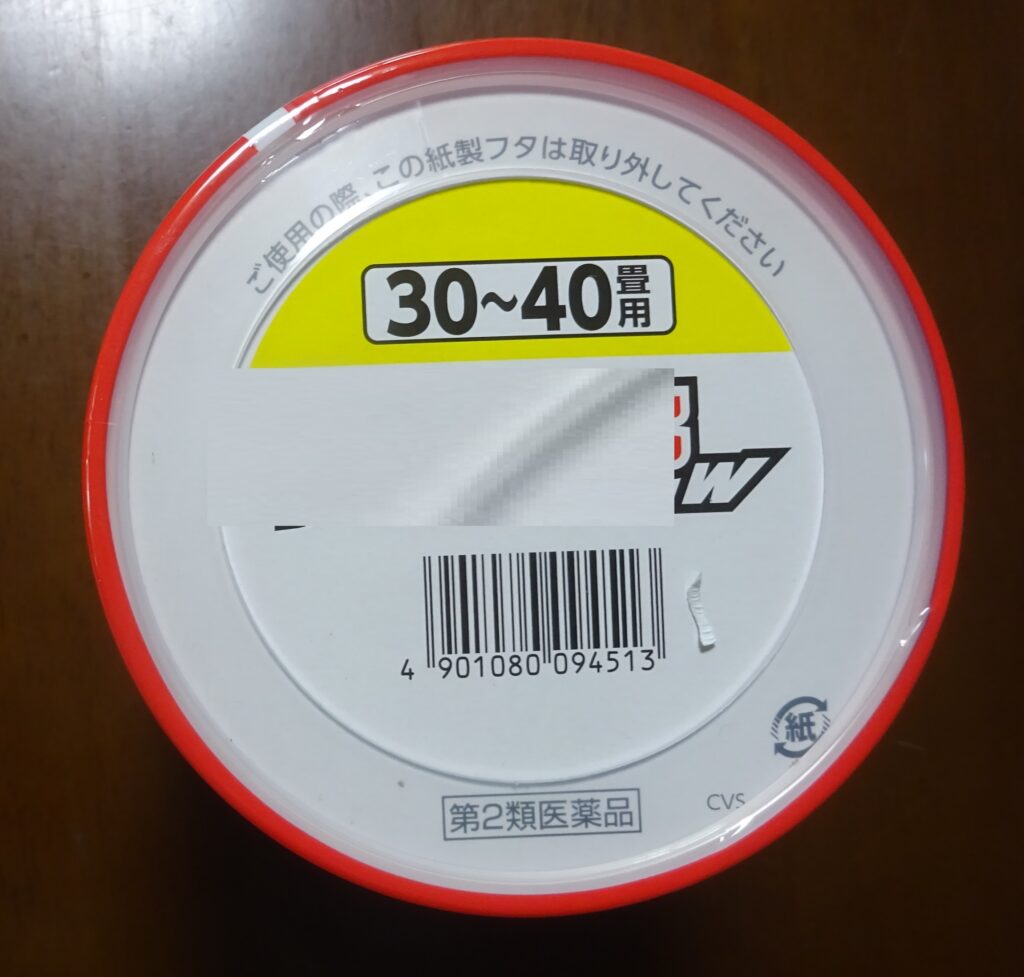 ご使用の際、この紙製フタは取り外してください
30〜40畳用
W
4 901080 094513
紙
第2類医薬品
CVS